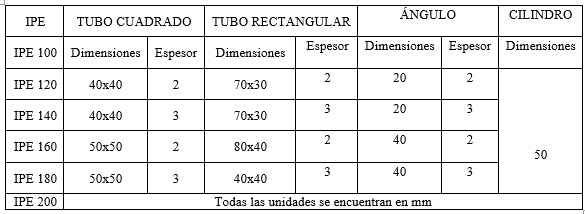 IPE TUBO CUADRADO TUBO RECTANGULAR ÁNGULO CILINDRO
IPE 100 Dimensiones Espesor Dimensiones Espesor Dimensiones Espesor Dimensiones
IPE 120 40x40 2 70x30 2 20 2
IPE 140 40x40 3 70x30 3 20 3
IPE 160 50x50 2 80x40 2 40 2 50
IPE 180 50x50 3 40x40 3 40 3
IPE 200 Todas las unidades se encuentran en mm